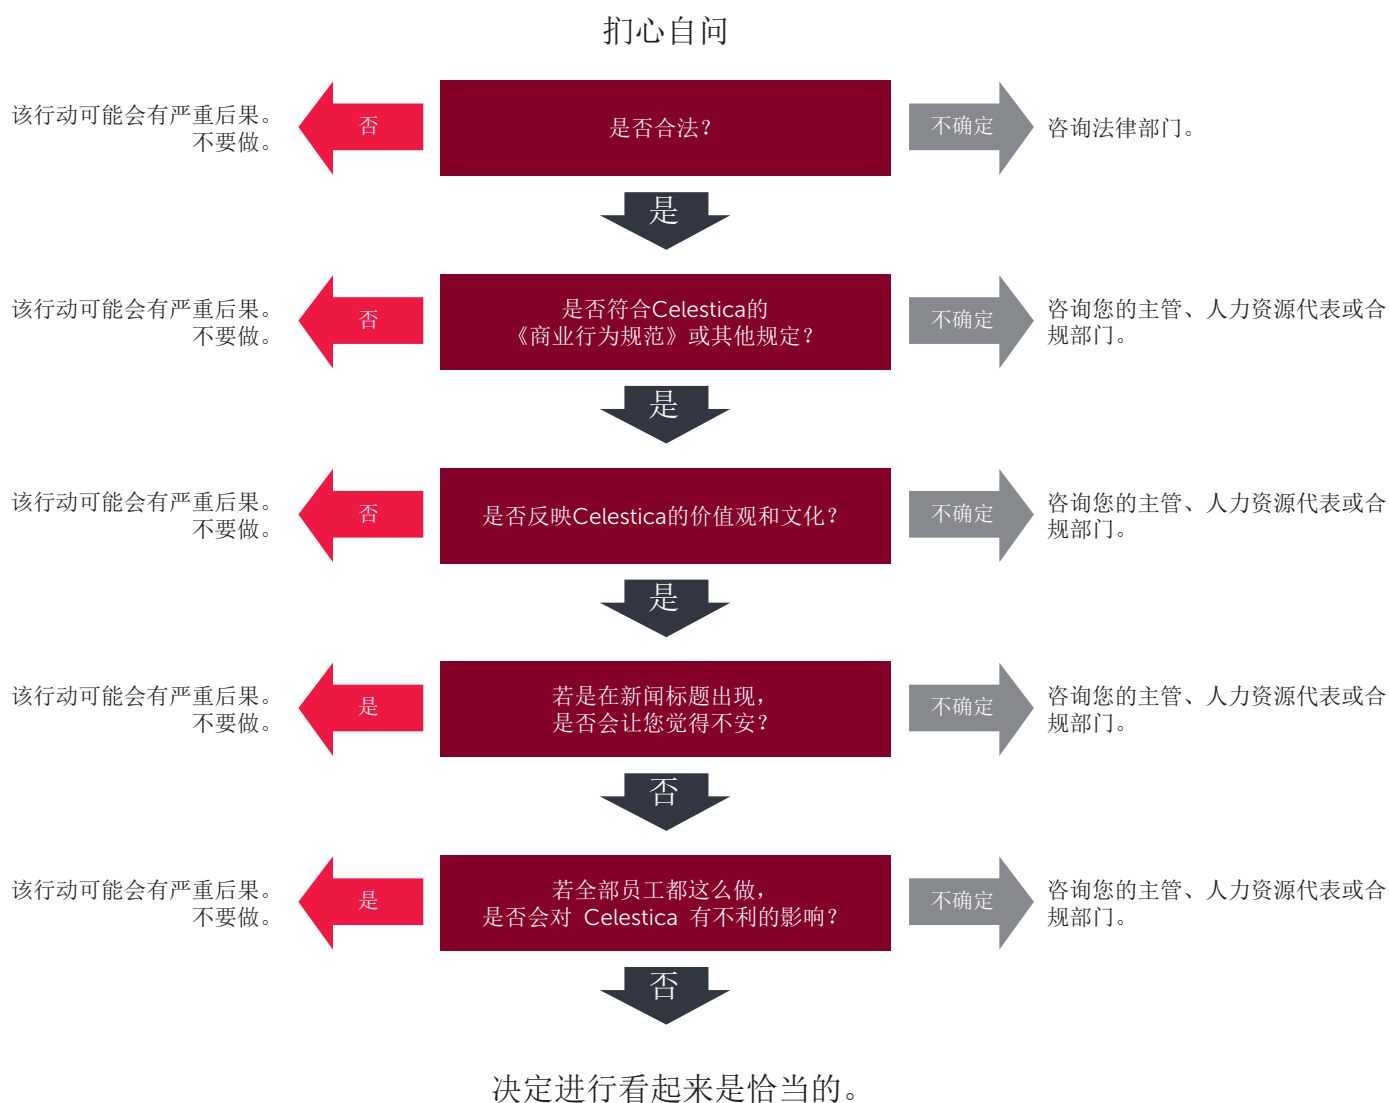 扪心自问
该行动可能会有严重后果。
不要做。
否
是否合法？
不确定
咨询法律部门。
是
该行动可能会有严重后果。
不要做。
否
是否符合Celestica的
《商业行为规范》或其他规定？
不确定
咨询您的主管、人力资源代表或合
规部门。
是
该行动可能会有严重后果。
不要做。
否
是否反映Celestica的价值观和文化？
不确定
咨询您的主管、人力资源代表或合
规部门。
是
该行动可能会有严重后果。
不要做。
是
若是在新闻标题出现，
是否会让您觉得不安？
不确定
咨询您的主管、人力资源代表或合
规部门。
否
该行动可能会有严重后果。
不要做。
是
若全部员工都这么做，
是否会对 Celestica 有不利的影响？
不确定
咨询您的主管、人力资源代表或合
规部门。
否
决定进行看起来是恰当的。